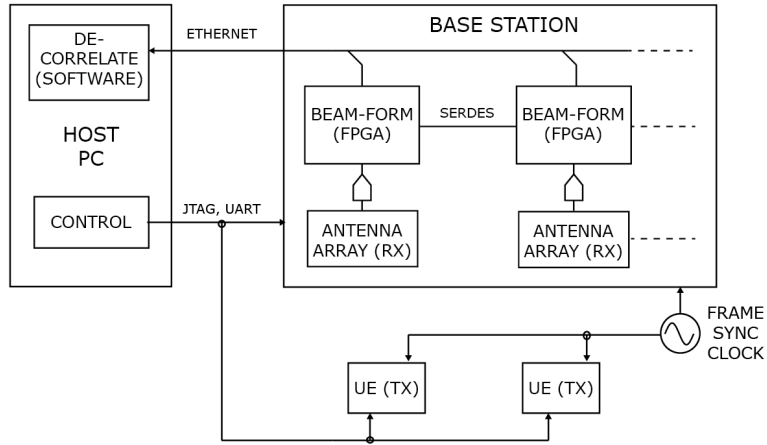 BASE STATION
ETHERNET
DE-
CORRELATE
(SOFTWARE)
HOST
PC
BEAM-FORM
(FPGA)
SERDES
BEAM-FORM
(FPGA)
CONTROL
JTAG, UART
ANTENNA
ARRAY (RX)
ANTENNA
ARRAY (RX)
FRAME
SYNC
CLOCK
UE (TX)
UE (TX)